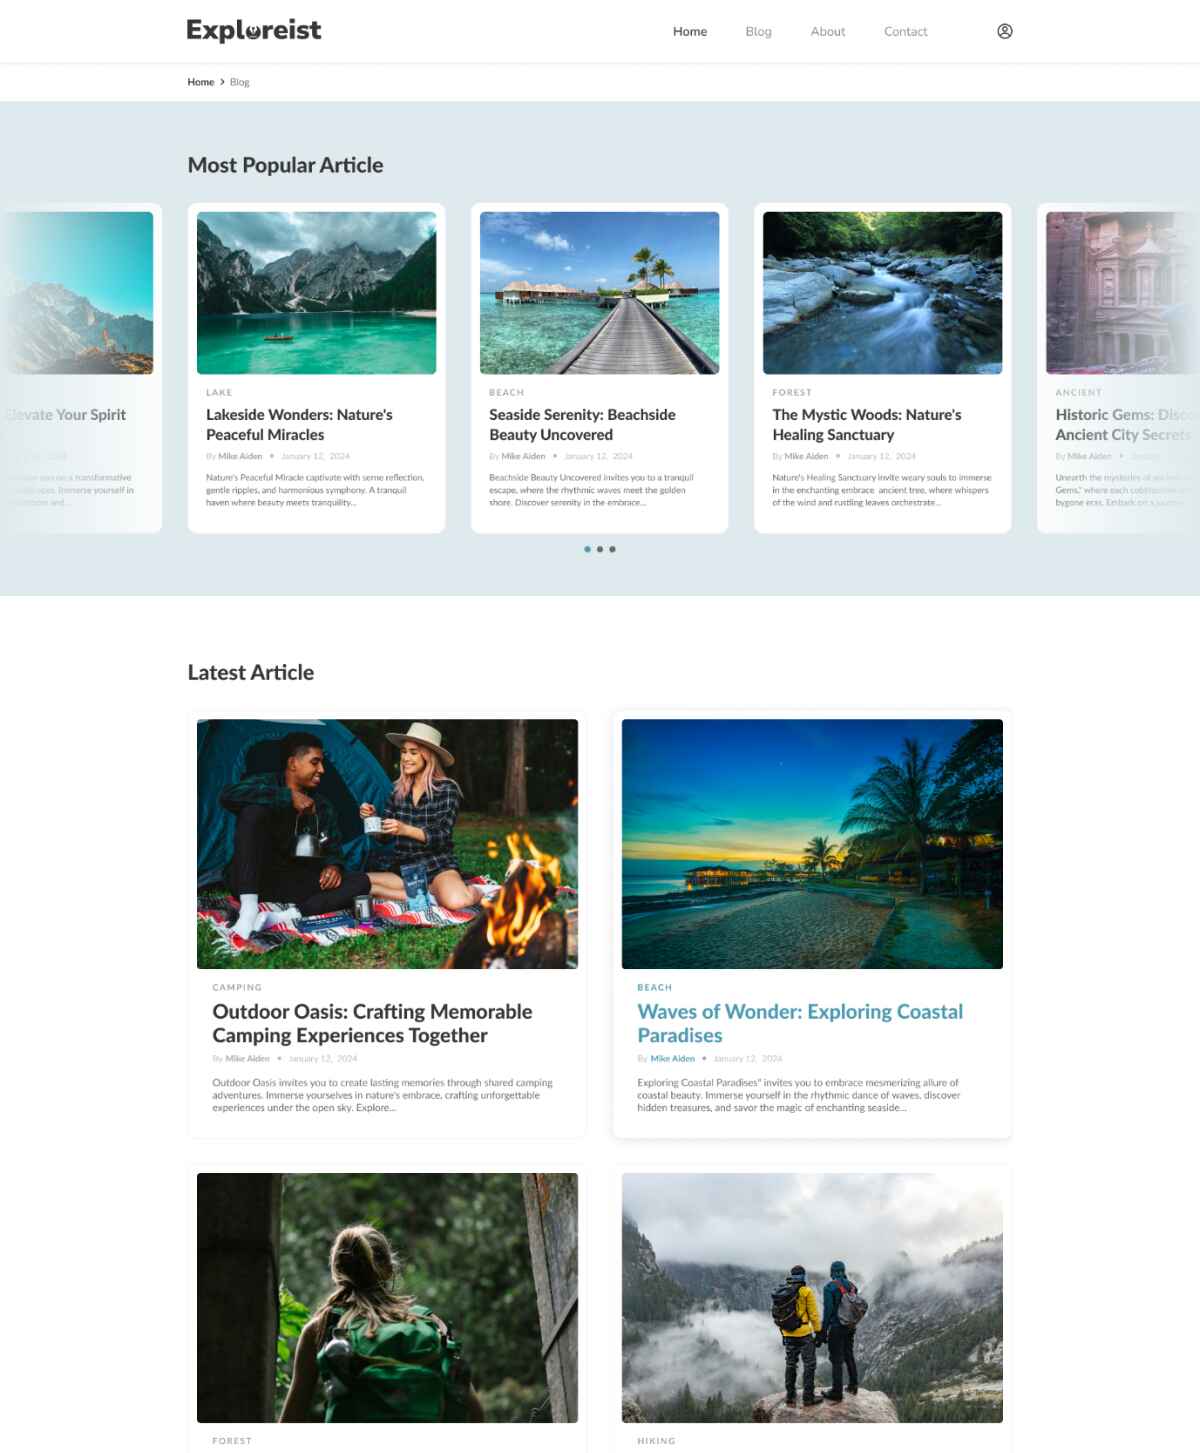 Exploreist
Home Blog About Contact
Home > Blog
Most Popular Article
Elevate Your Spirit
a transformative
Immerse yourself in
and...
LAKE
Lakeside Wonders: Nature's
Peaceful Miracles
By Mike Aiden • January 12, 2024
Nature's Peaceful Miracle captivate with serne reflection,
gentle ripples, and harmonious symphony. A tranquil
haven where beauty meets tranquility...
BEACH
Seaside Serenity: Beachside
Beauty Uncovered
By Mike Aiden • January 12, 2024
Beachside Beauty Uncovered invites you to a tranquil
escape, where the rhythmic waves meet the golden
shore. Discover serenity in the embrace...
FOREST
The Mystic Woods: Nature's
Healing Sanctuary
By Mike Aiden • January 12, 2024
Nature's Healing Sanctuary invite weary souls to immerse
in the enchanting embrace ancient tree, where whispers
of the wind and rustling leaves orchestrate...
ANCIENT
Historic Gems: Disco
Ancient City Secrets
By Mike Aiden •
Unearth the mysteries of
Gems," where each
bygone eras. Embark on a
Latest Article
CAMPING
Outdoor Oasis: Crafting Memorable
Camping Experiences Together
By Mike Aiden • January 12, 2024
Outdoor Oasis invites you to create lasting memories through shared camping
adventures. Immerse yourselves in nature's embrace, crafting unforgettable
experiences under the open sky. Explore...
BEACH
Waves of Wonder: Exploring Coastal
Paradises
By Mike Aiden • January 12, 2024
Exploring Coastal Paradises" invites you to embrace mesmerizing allure of
coastal beauty. Immerse yourself in the rhythmic dance of waves, discover
hidden treasures, and savor the magic of enchanting seaside...
FOREST
HIKING